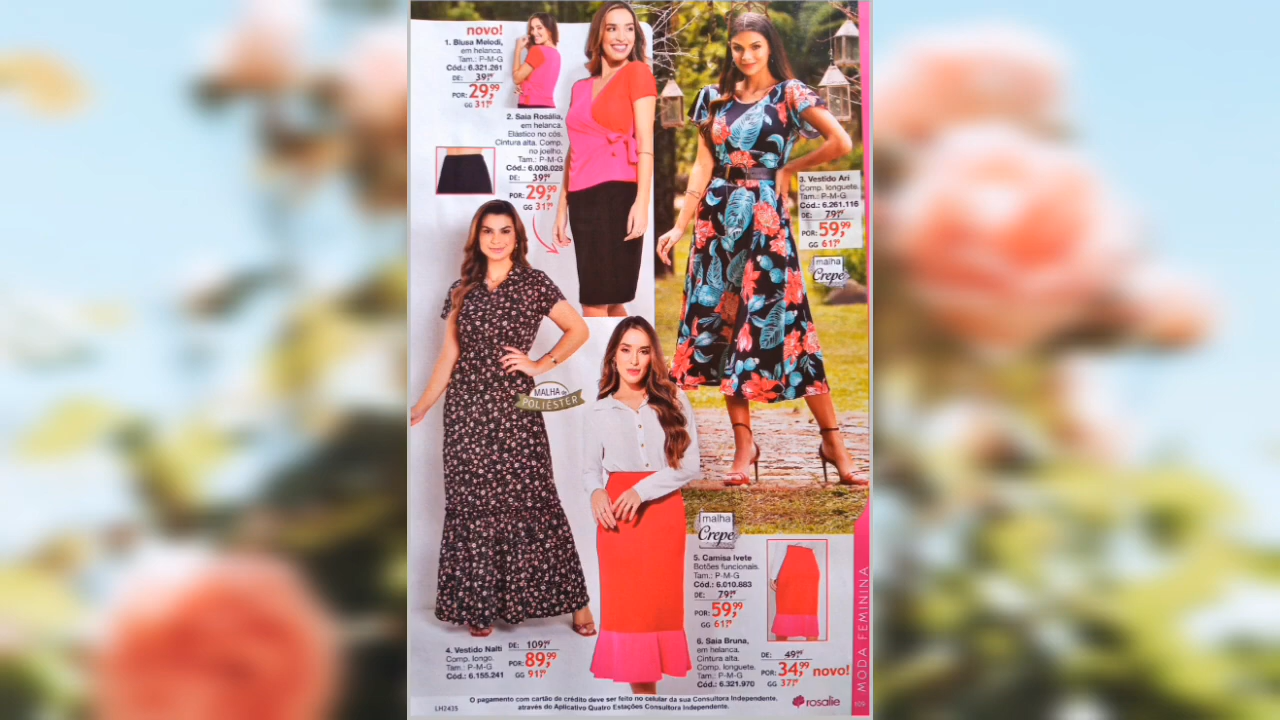 novo!
1. Blusa Melodi,
em helanca.
Tam.: P-M-G
Cód.: 6.321.261
DE: 39,99
POR: 29,99
GG 31,99
2. Saia Rosália,
em helanca.
Elástico no cós.
Cintura alta. Comp.
no joelho.
Tam.: P-M-G
Cód.: 6.006.028
DE: 39,99
POR: 29,99
GG 31,99
3. Vestido Ari
Comp. longuete.
Tam.: P-M-G
Cód.: 6.261.116
DE: 79,99
POR: 59,99
GG 61,99
malha
Crepe
MALHA DE
POLIÉSTER
malha
Crepe
5. Camisa Ivete
Botões funcionais.
Tam.: P-M-G
Cód.: 6.010.883
DE: 79,99
POR: 59,99
GG 61,99
4. Vestido Nalti
Comp. longo.
Tam.: P-M-G
Cód.: 6.155.241
DE: 109,99
POR: 89,99
GG 91,99
6. Saia Bruna,
em helanca.
Cintura alta.
Comp. longuete.
Tam.: P-M-G
Cód.: 6.321.970
DE: 49,99
POR: 34,99 novo!
GG 37,99
MODA FEMININA
O pagamento com cartão de crédito deve ser feito no celular da sua Consultora Independente.
através do Aplicativo Quatro Estações Consultora Independente.
LH2435
rosalie
109